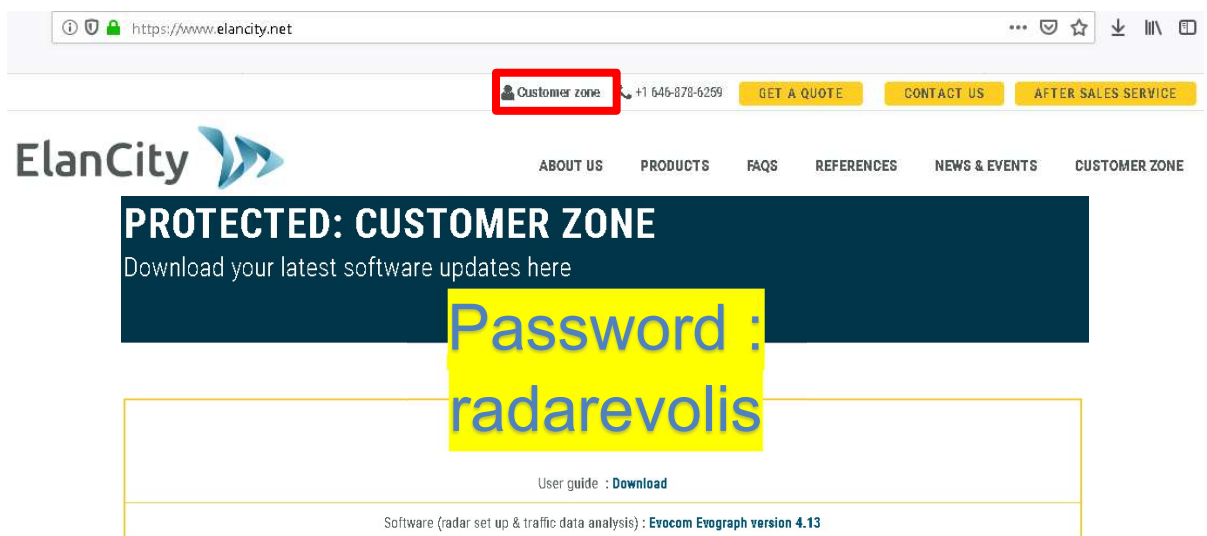 https://www.elancity.net
Customer zone +1 646-878-6259 GET A QUOTE CONTACT US AFTER SALES SERVICE
ElanCity ABOUT US PRODUCTS FAQS REFERENCES NEWS & EVENTS CUSTOMER ZONE
PROTECTED: CUSTOMER ZONE
Download your latest software updates here
Password :
radarevolis
User guide : Download
Software (radar set up & traffic data analysis) : Evocom Evograph version 4.13